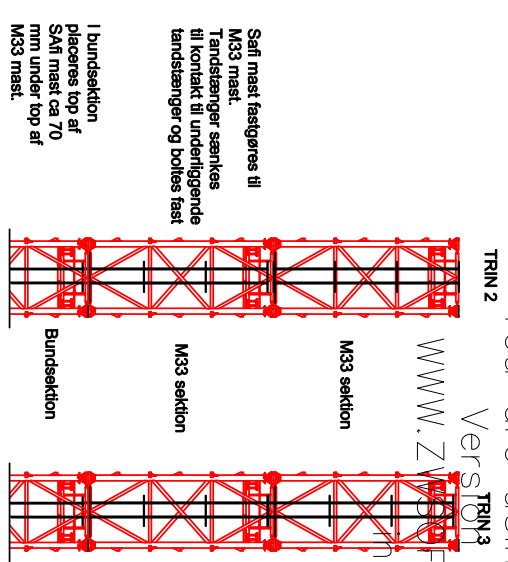 TRIN 2
Safi mast fastgøres til
M33 mast.
Tandstænger sænkes
til kontakt til underliggende
tandstænger og boltes fast
I bundsektion
placeres top af
SAfi mast ca 70
mm under top af
M33 mast.
M33 sektion
M33 sektion
Bundsektion
TRIN 3
Version
in